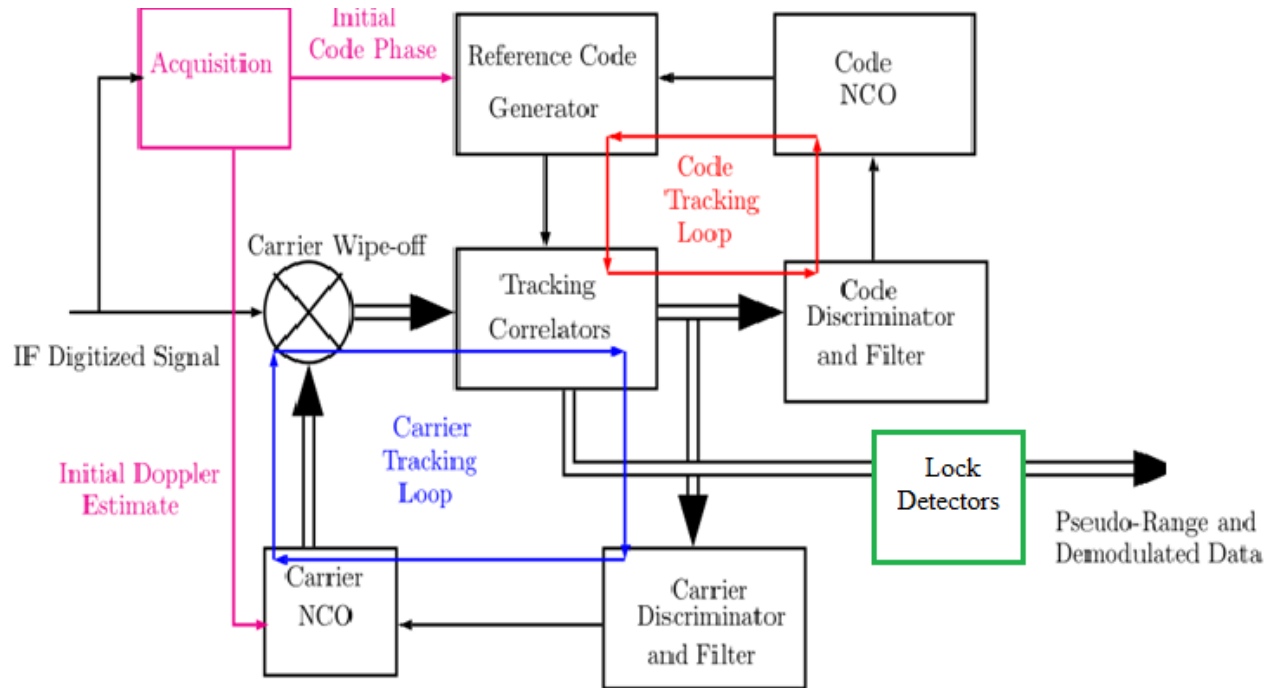 Initial
Code Phase
Acquisition
Reference Code
Generator
Code
NCO
Code
Tracking
Loop
Carrier Wipe-off
Tracking
Correlators
Code
Discriminator
and Filter
IF Digitized Signal
Carrier
Tracking
Loop
Initial Doppler
Estimate
Lock
Detectors
Pseudo-Range and
Demodulated Data
Carrier
NCO
Carrier
Discriminator
and Filter